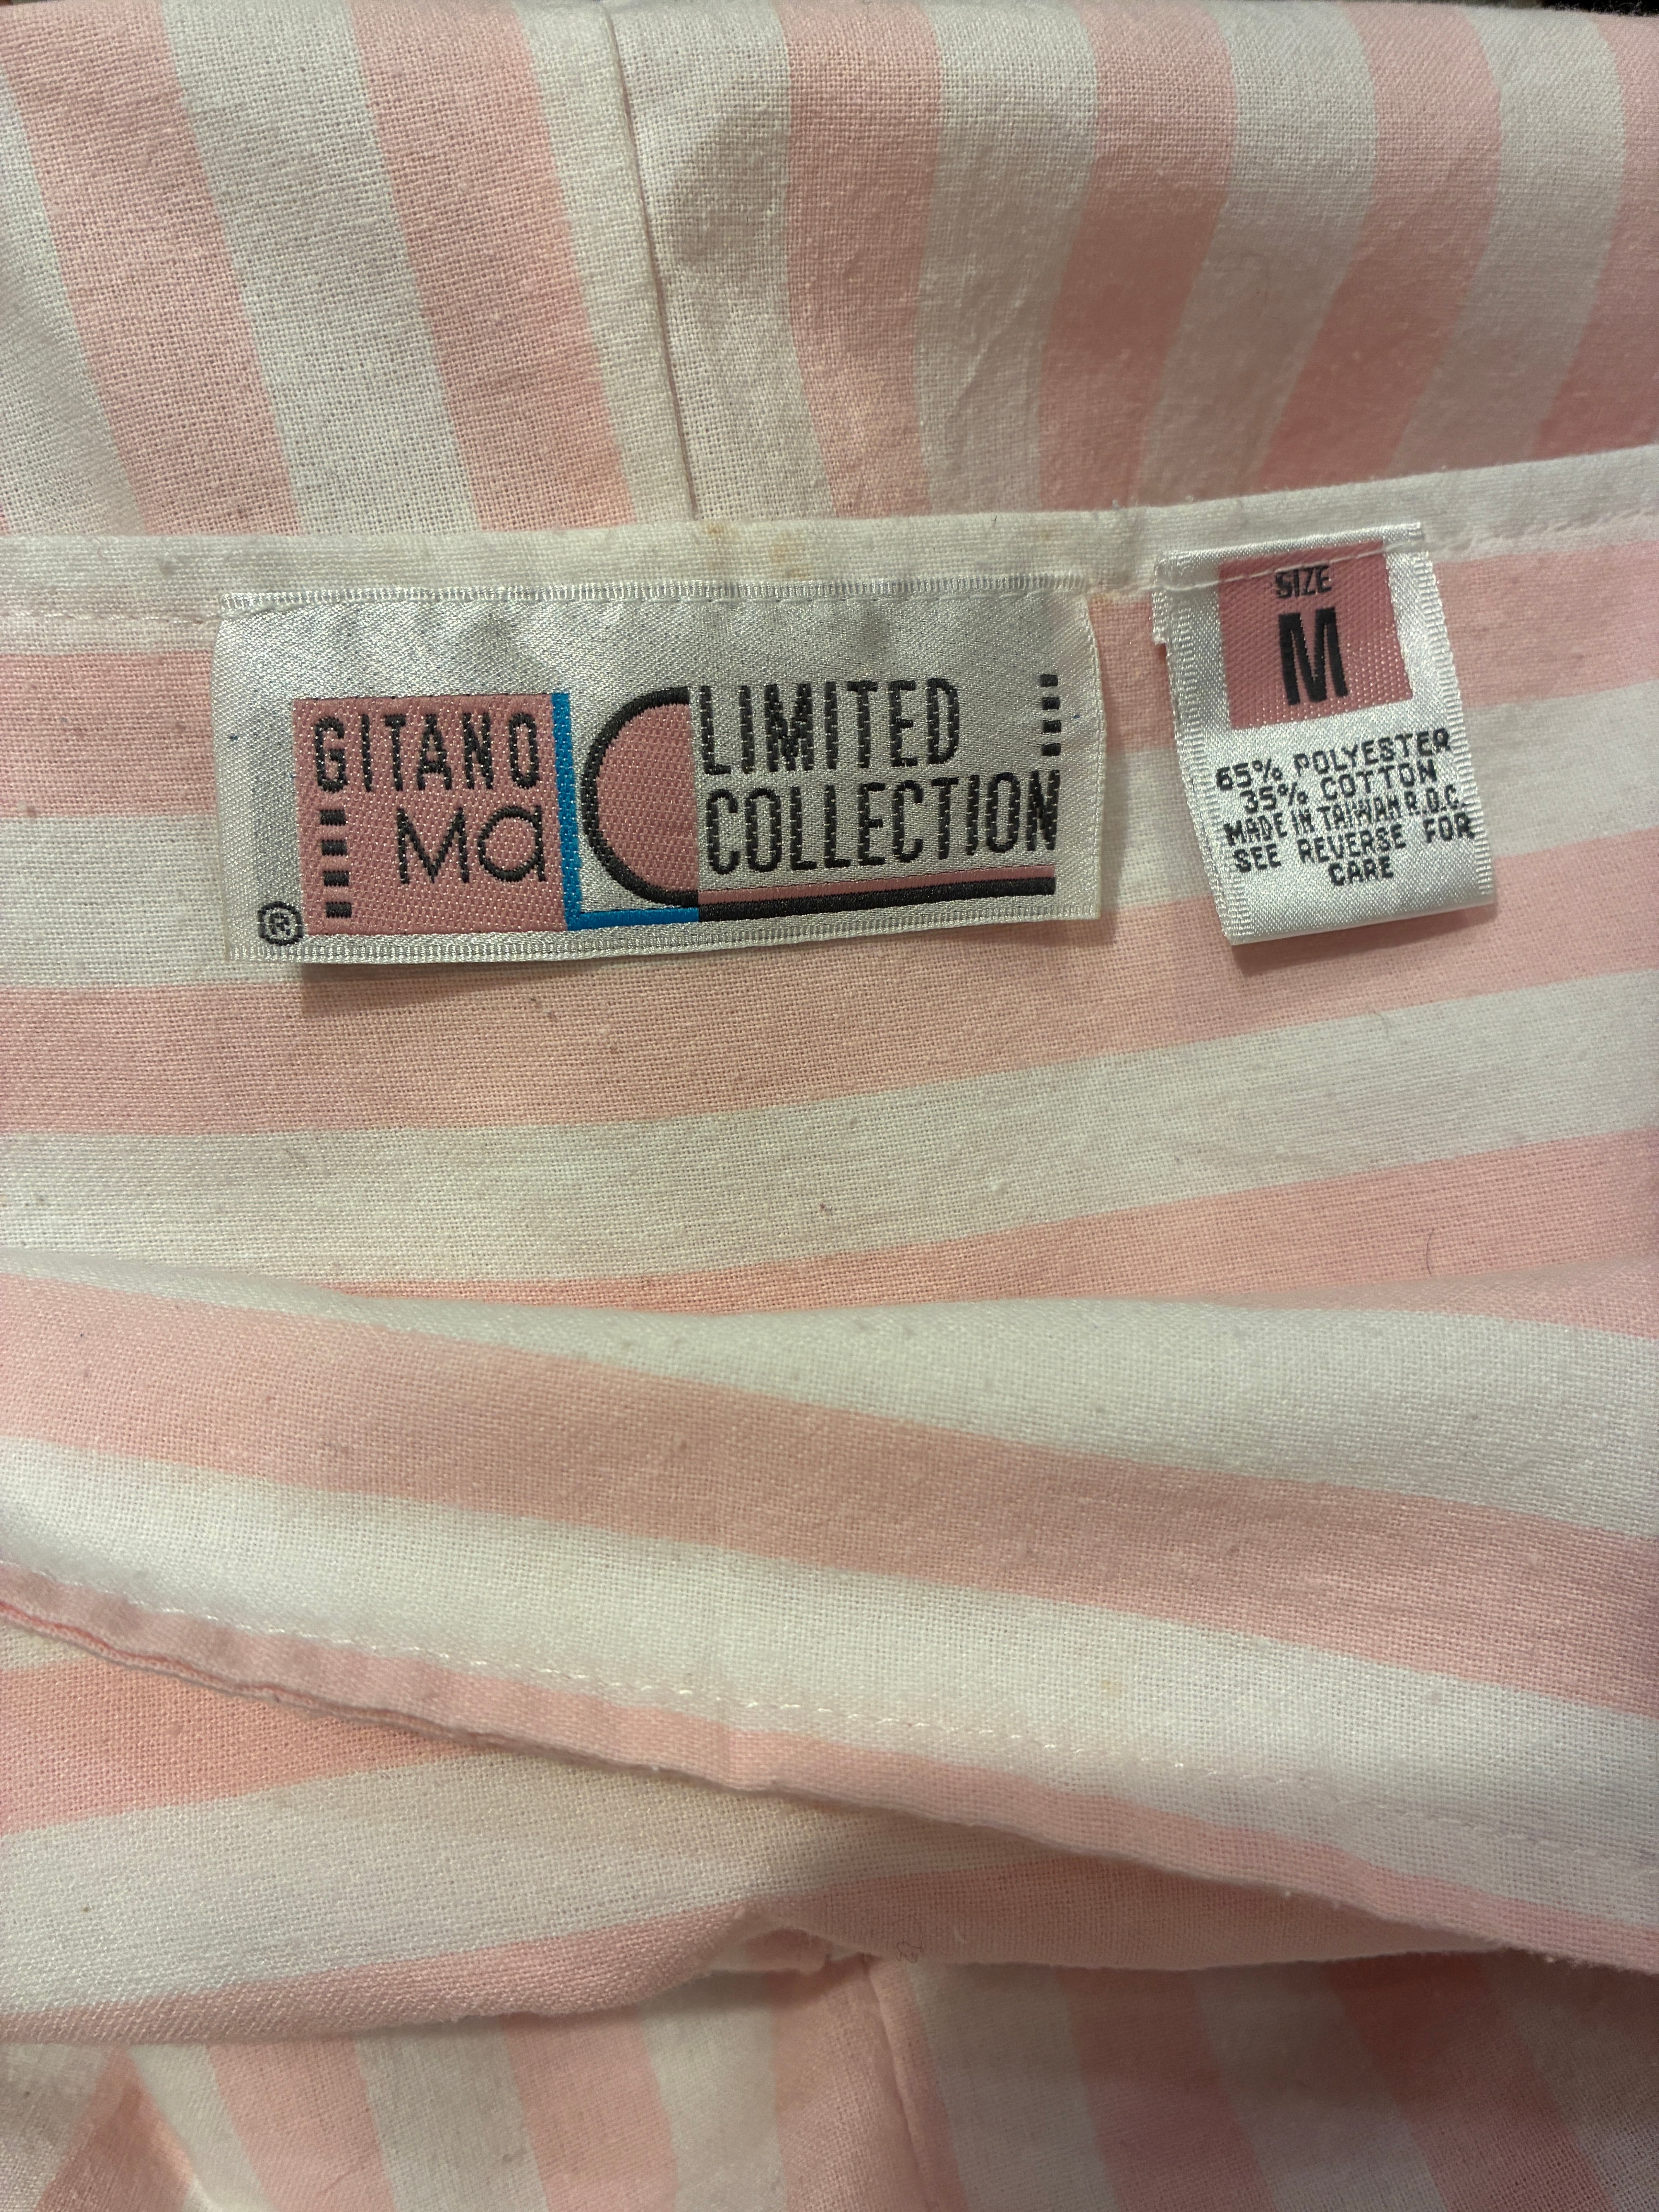 GITANO
Ma
®
LIMITED
COLLECTION
SIZE
M
65% POLYESTER
35% COTTON
MADE IN TAIWAN R.O.C.
SEE REVERSE FOR
CARE